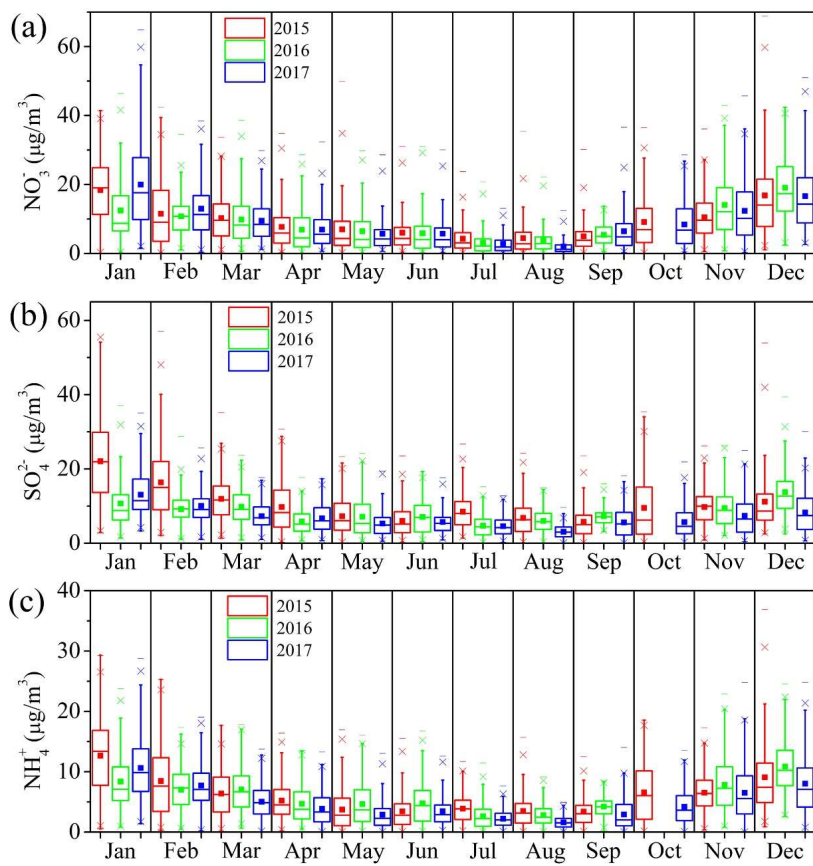 (a)
NO₃⁻ (µg/m³)
60
40
20
0
2015
2016
2017
Jan Feb Mar Apr May Jun Jul Aug Sep Oct Nov Dec
(b)
SO₄²⁻ (µg/m³)
60
40
20
0
2015
2016
2017
Jan Feb Mar Apr May Jun Jul Aug Sep Oct Nov Dec
(c)
NH₄⁺ (µg/m³)
40
30
20
10
0
2015
2016
2017
Jan Feb Mar Apr May Jun Jul Aug Sep Oct Nov Dec